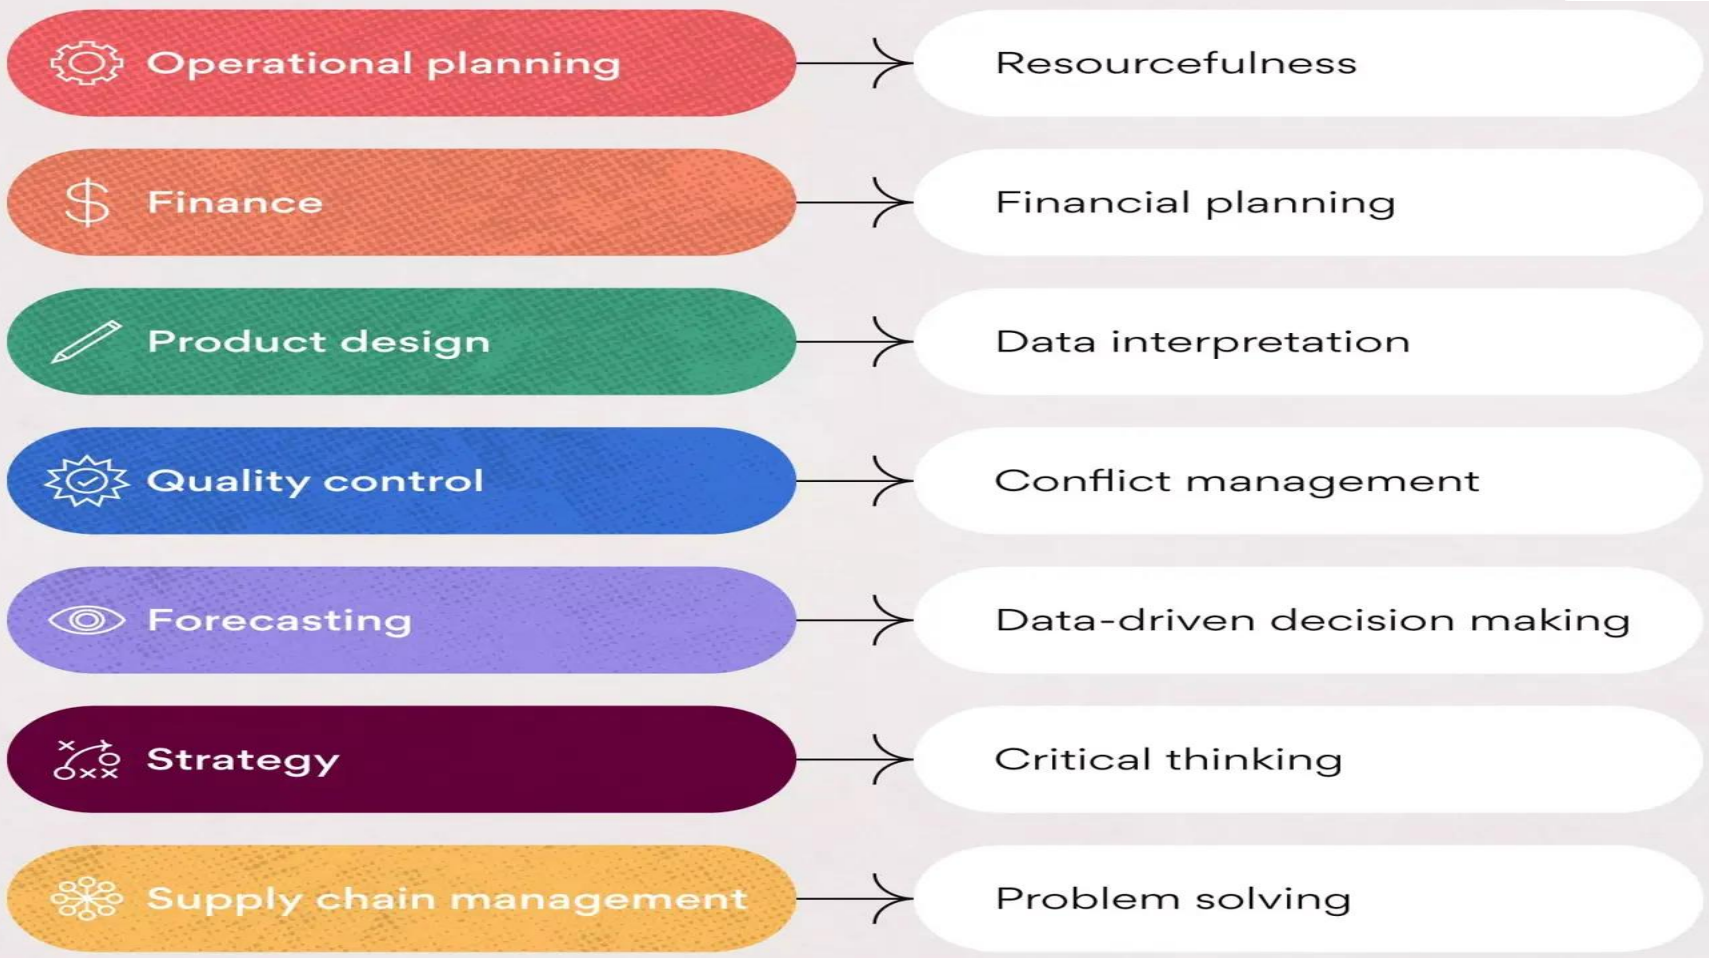 Operational planning
Resourcefulness
Finance
Financial planning
Product design
Data interpretation
Quality control
Conflict management
Forecasting
Data-driven decision making
Strategy
Critical thinking
Supply chain management
Problem solving